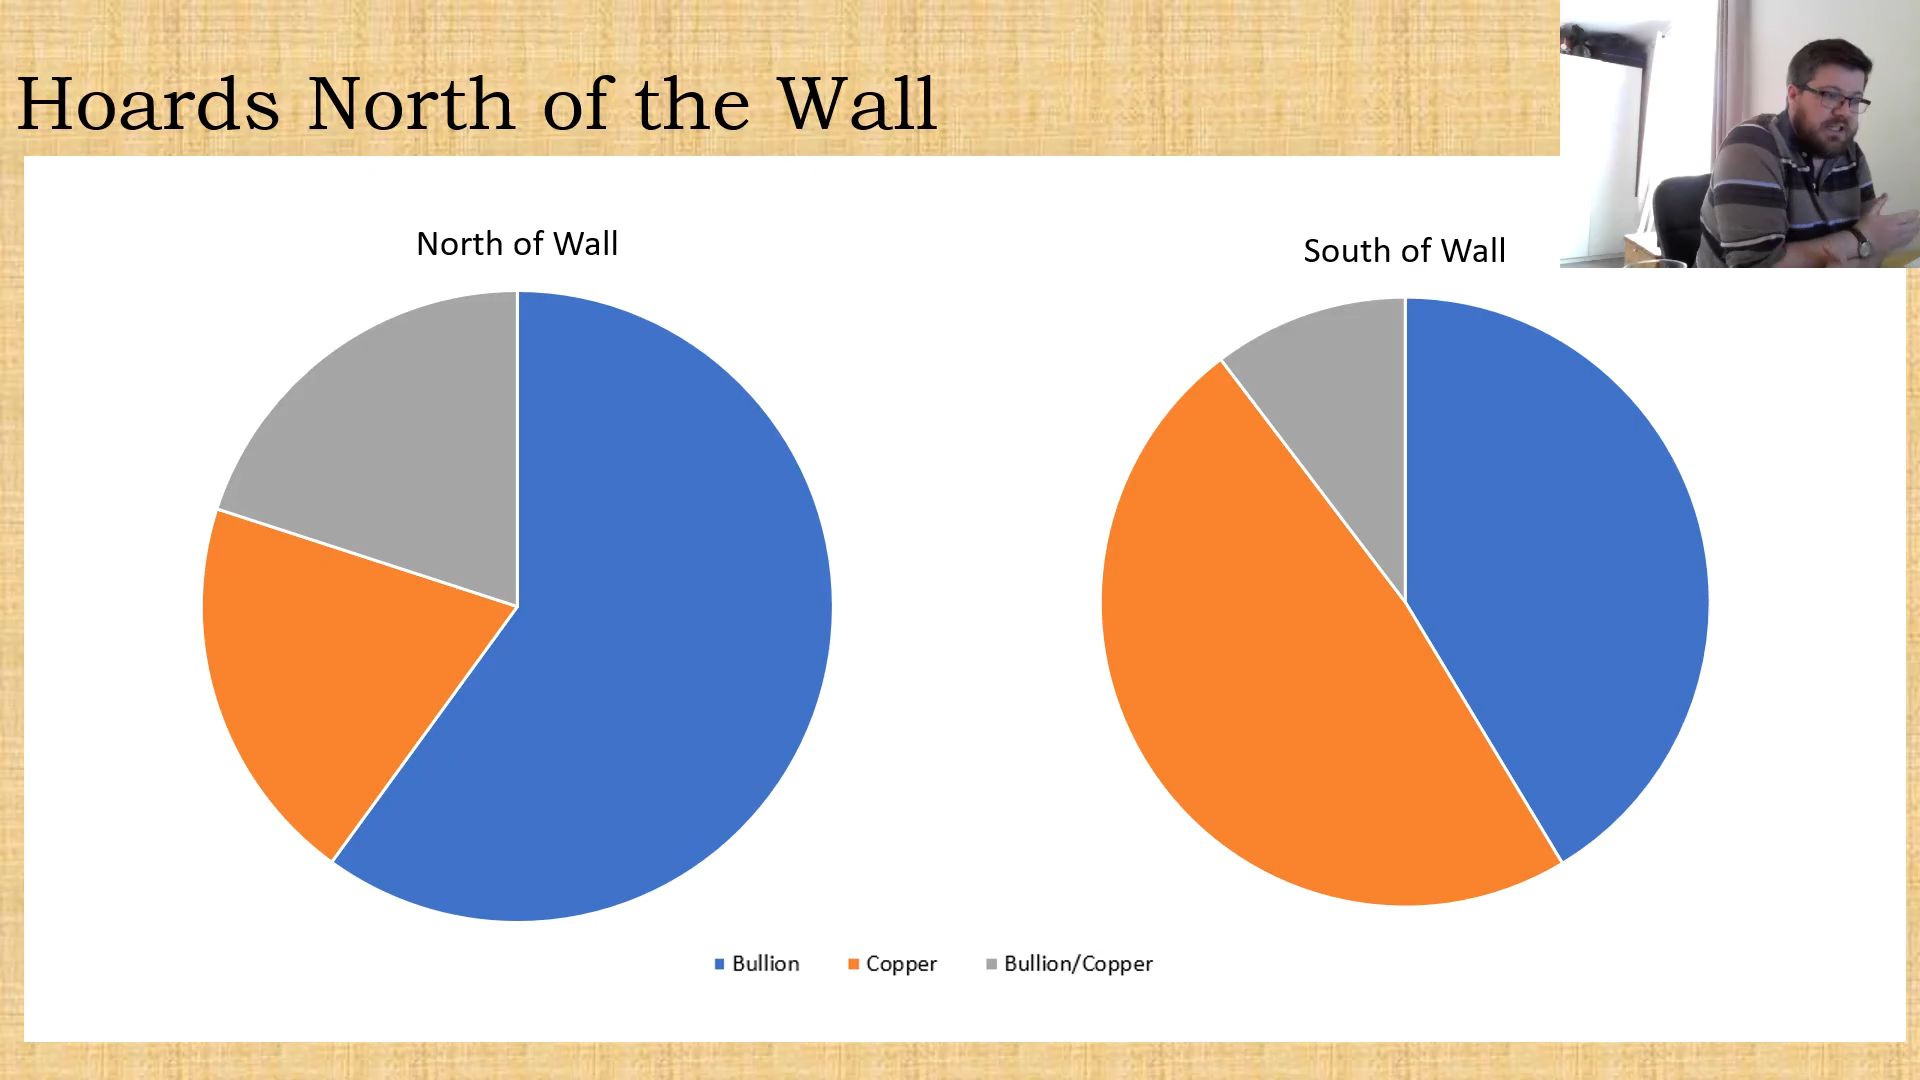 Hoards North of the Wall
North of Wall
South of Wall
Bullion
Copper
Bullion/Copper